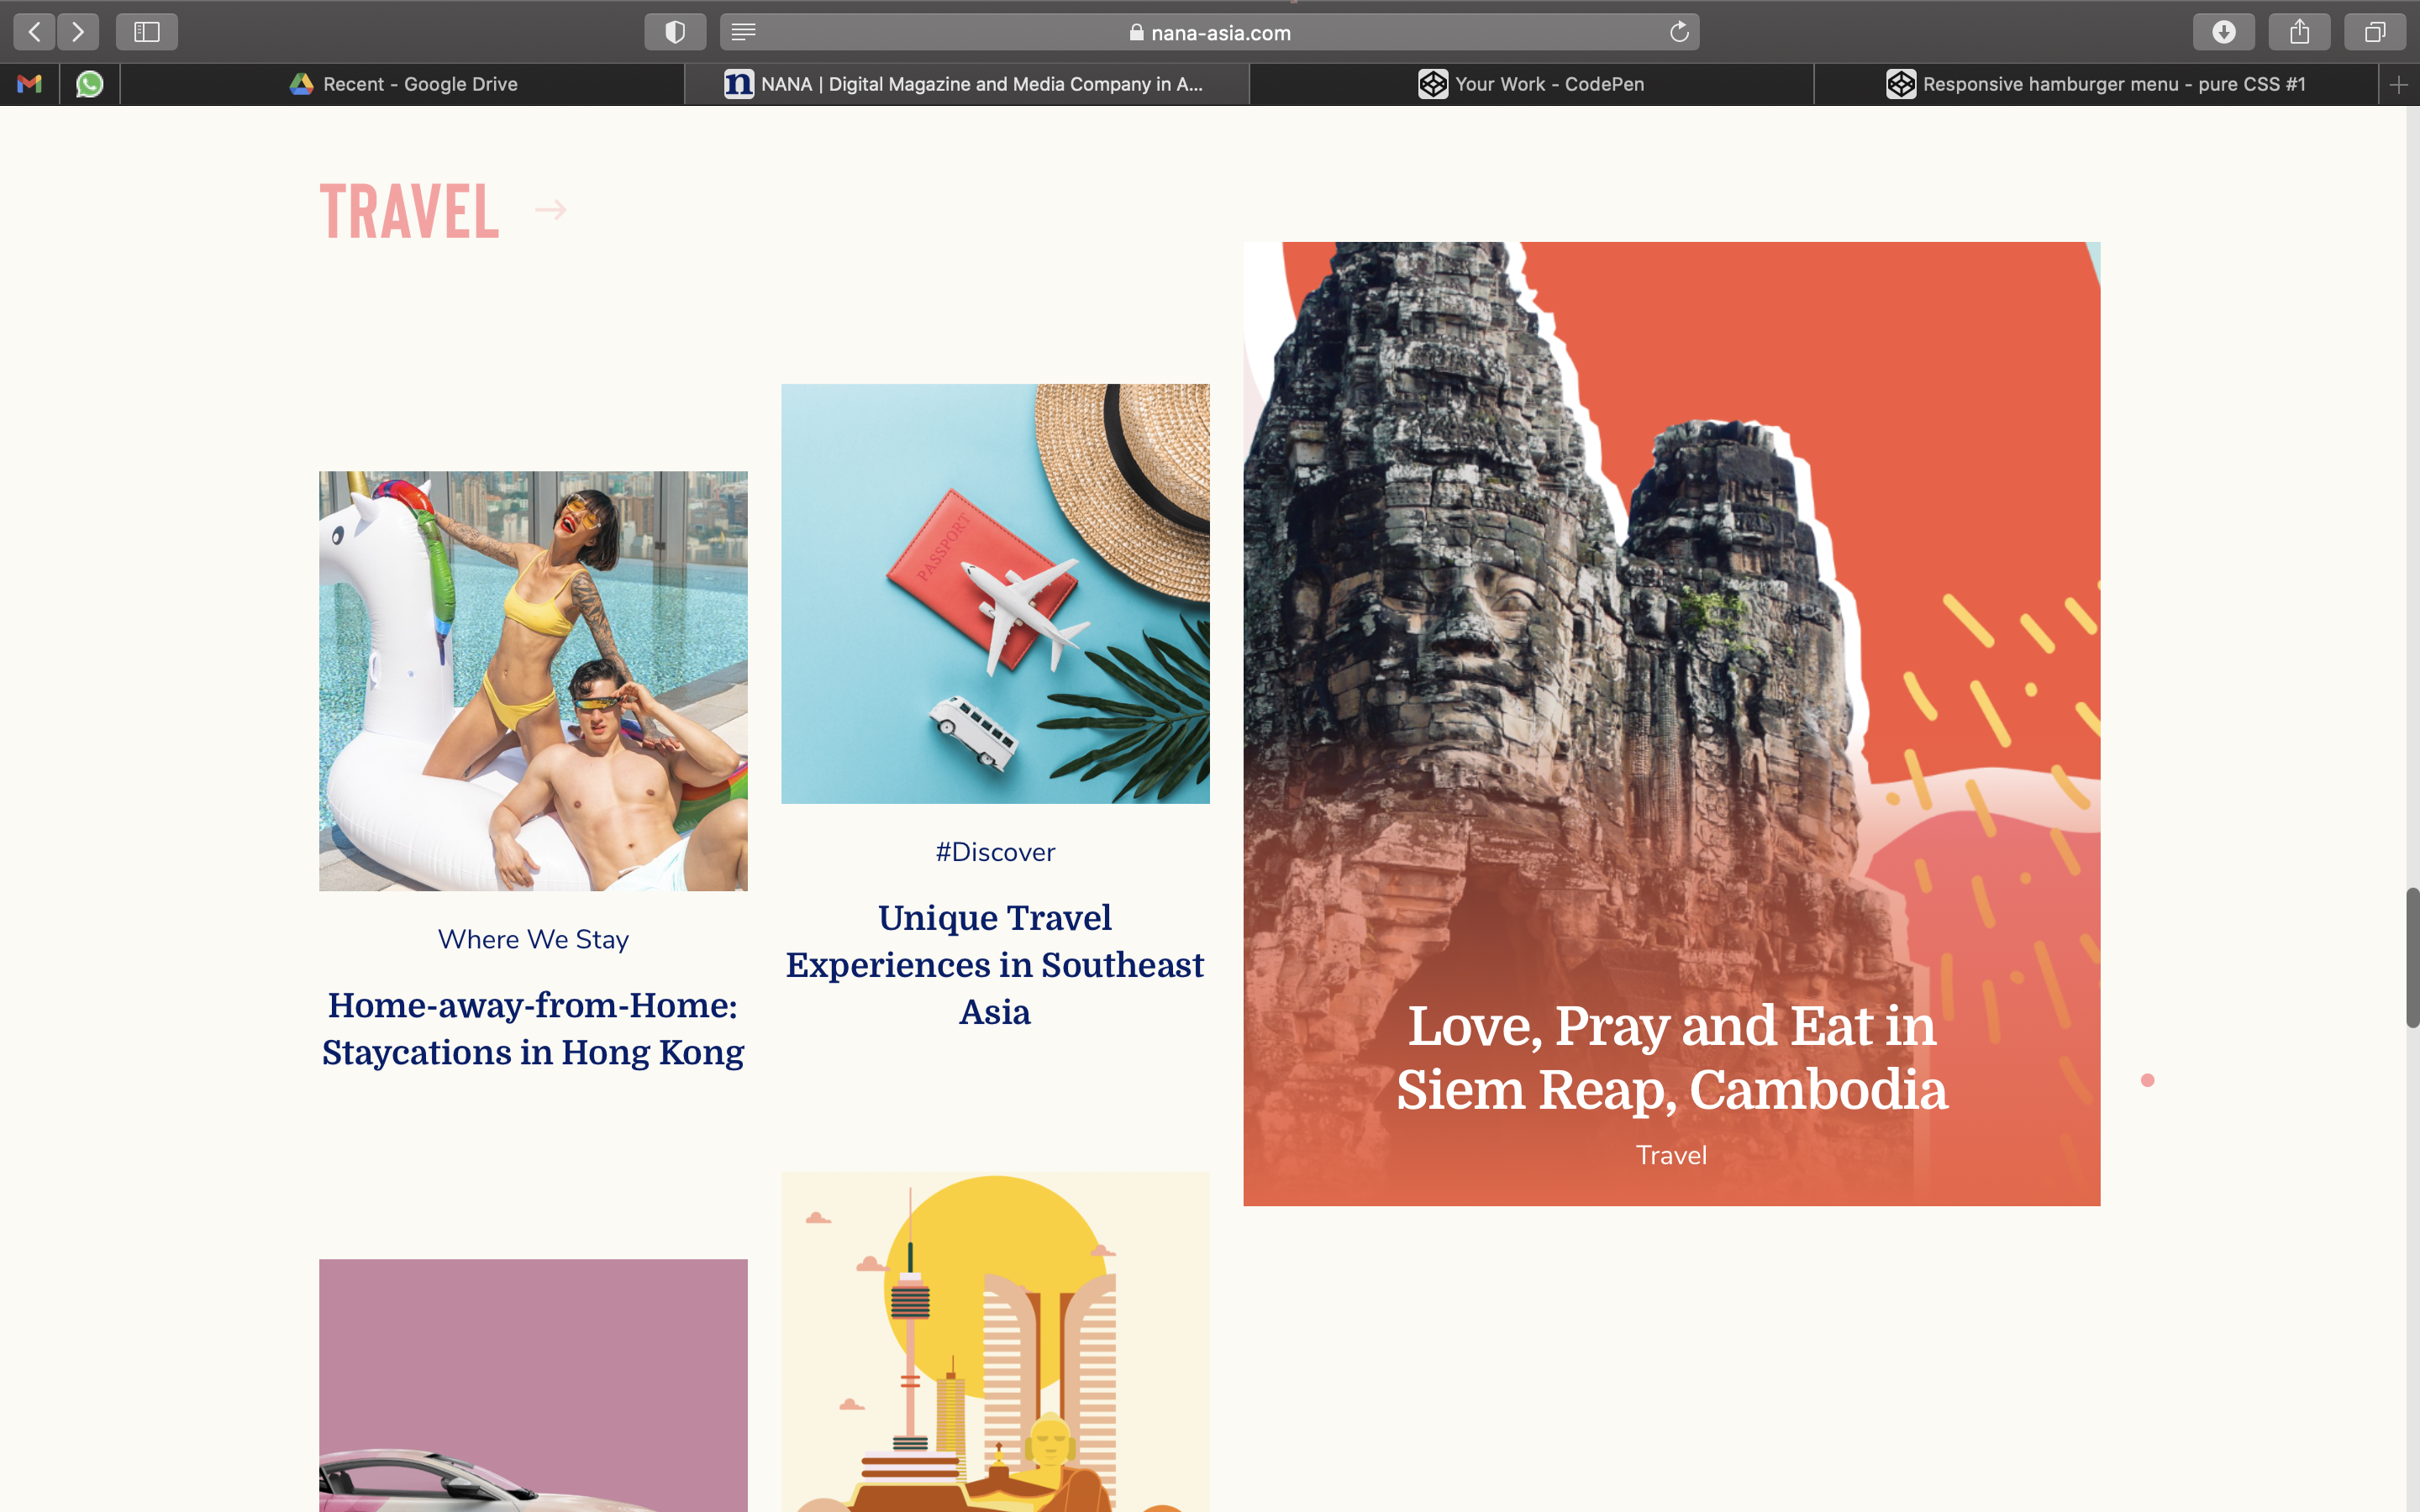 nana-asia.com
Recent - Google Drive
NANA | Digital Magazine and Media Company in A...
Your Work - CodePen
Responsive hamburger menu - pure CSS #1
TRAVEL
PASSPORT
Where We Stay
Home-away-from-Home:
Staycations in Hong Kong
#Discover
Unique Travel
Experiences in Southeast
Asia
Love, Pray and Eat in
Siem Reap, Cambodia
Travel